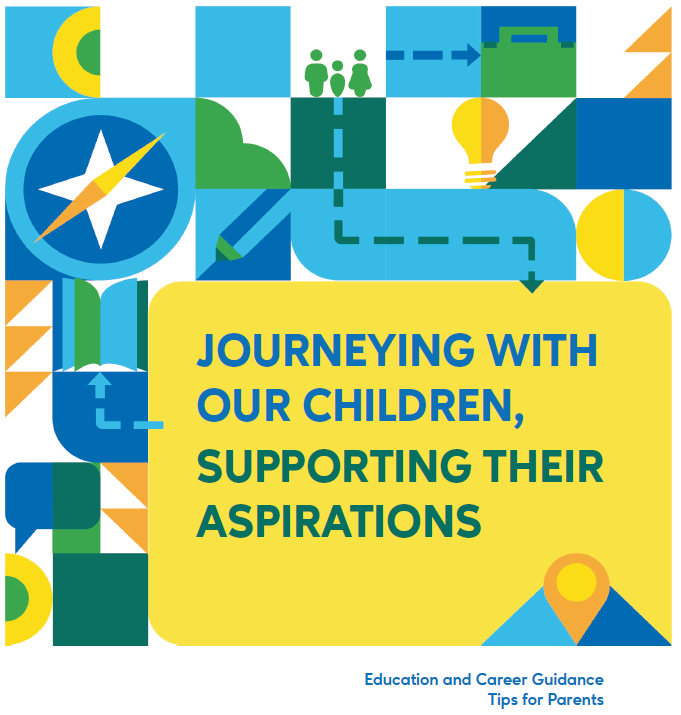 JOURNEYING WITH
OUR CHILDREN,
SUPPORTING THEIR
ASPIRATIONS
Education and Career Guidance
Tips for Parents